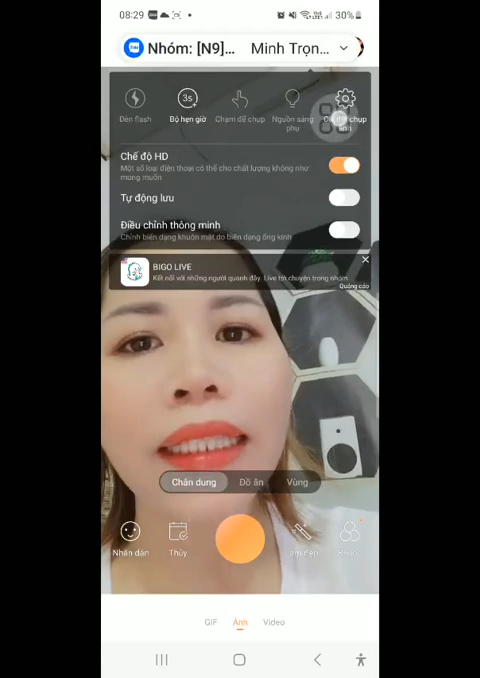 08:29
30%
Nhóm: [N9]... Minh Trọn...
3s
Đèn flash
Bộ hẹn giờ
Chạm để chụp
Nguồn sáng phụ
ảnh
Chế độ HD
Một số loại điện thoại có thể cho chất lượng không như mong muốn
Tự động lưu
Điều chỉnh thông minh
Chỉnh biến dạng khuôn mặt do biến dạng ống kính
BIGO LIVE
Kết nối với những người quanh đây. Live trò chuyện trong nhóm
Quảng cáo
Chân dung
Đồ ăn
Vùng
Nhãn dán
Thủy
GIF
Ảnh
Video